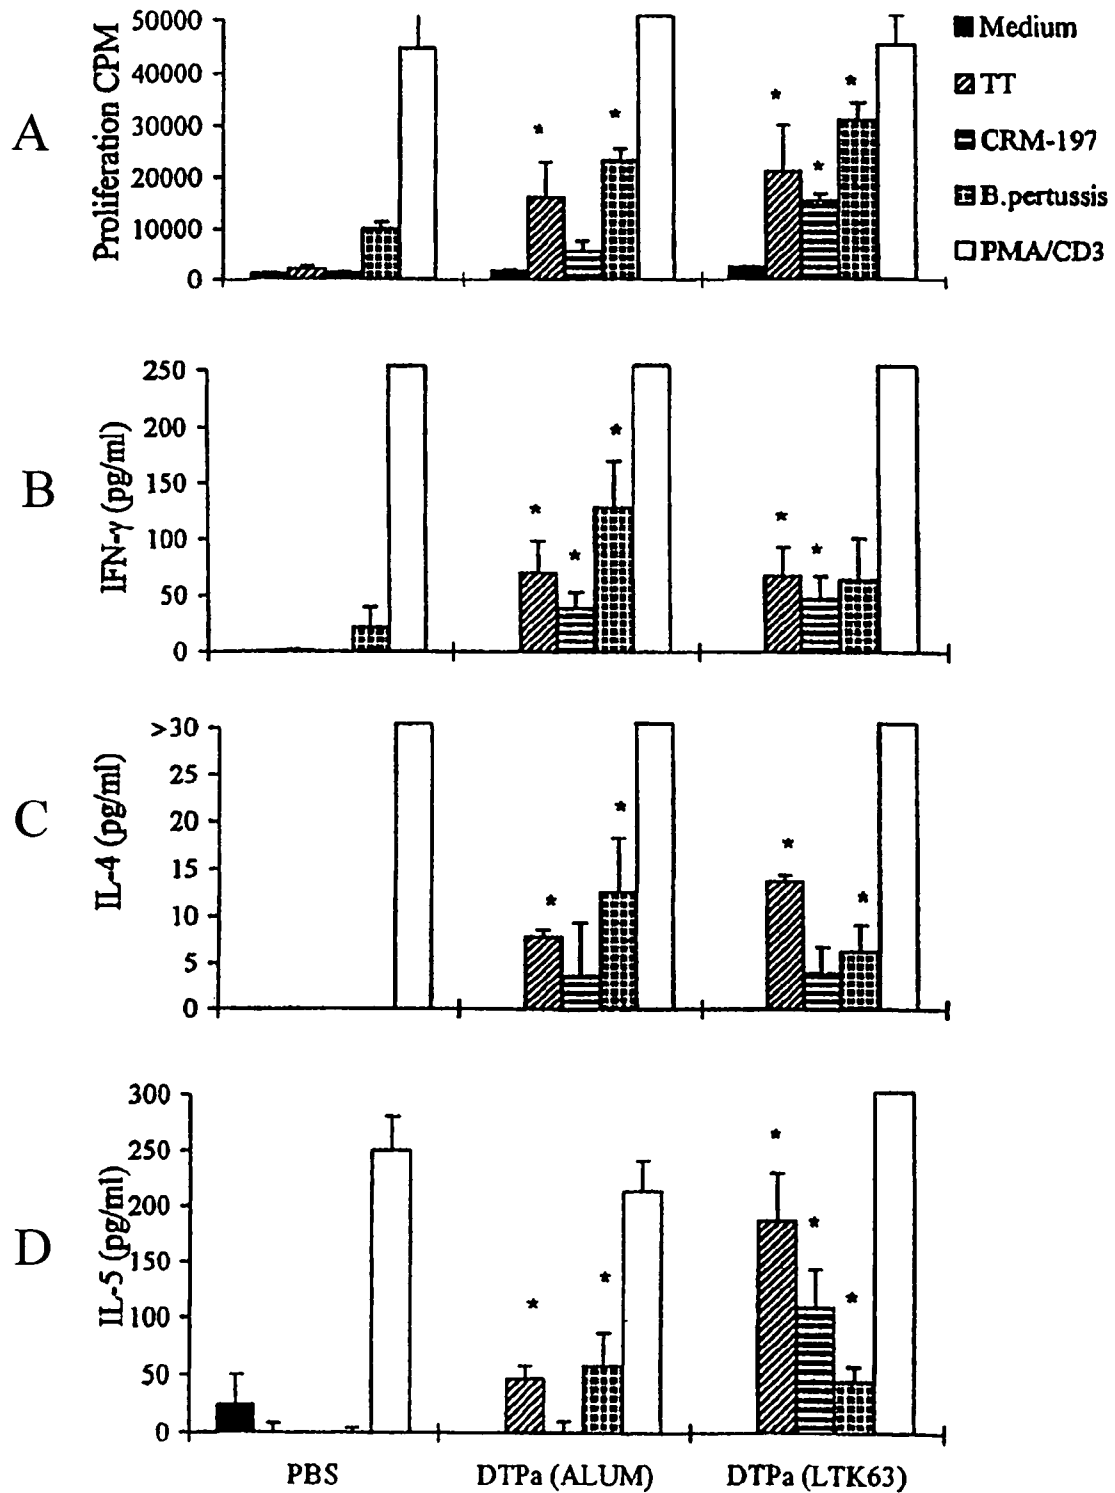 A
Proliferation CPM
50000
40000
30000
20000
10000
0
* * * * *
Medium
TT
CRM-197
B.pertussis
PMA/CD3
B
IFN-γ (pg/ml)
250
200
150
100
50
0
* * * * *
C
IL-4 (pg/ml)
>30
25
20
15
10
5
0
* * * *
D
IL-5 (pg/ml)
300
250
200
150
100
50
0
* * * * *
PBS DTPa (ALUM) DTPa (LTK63)